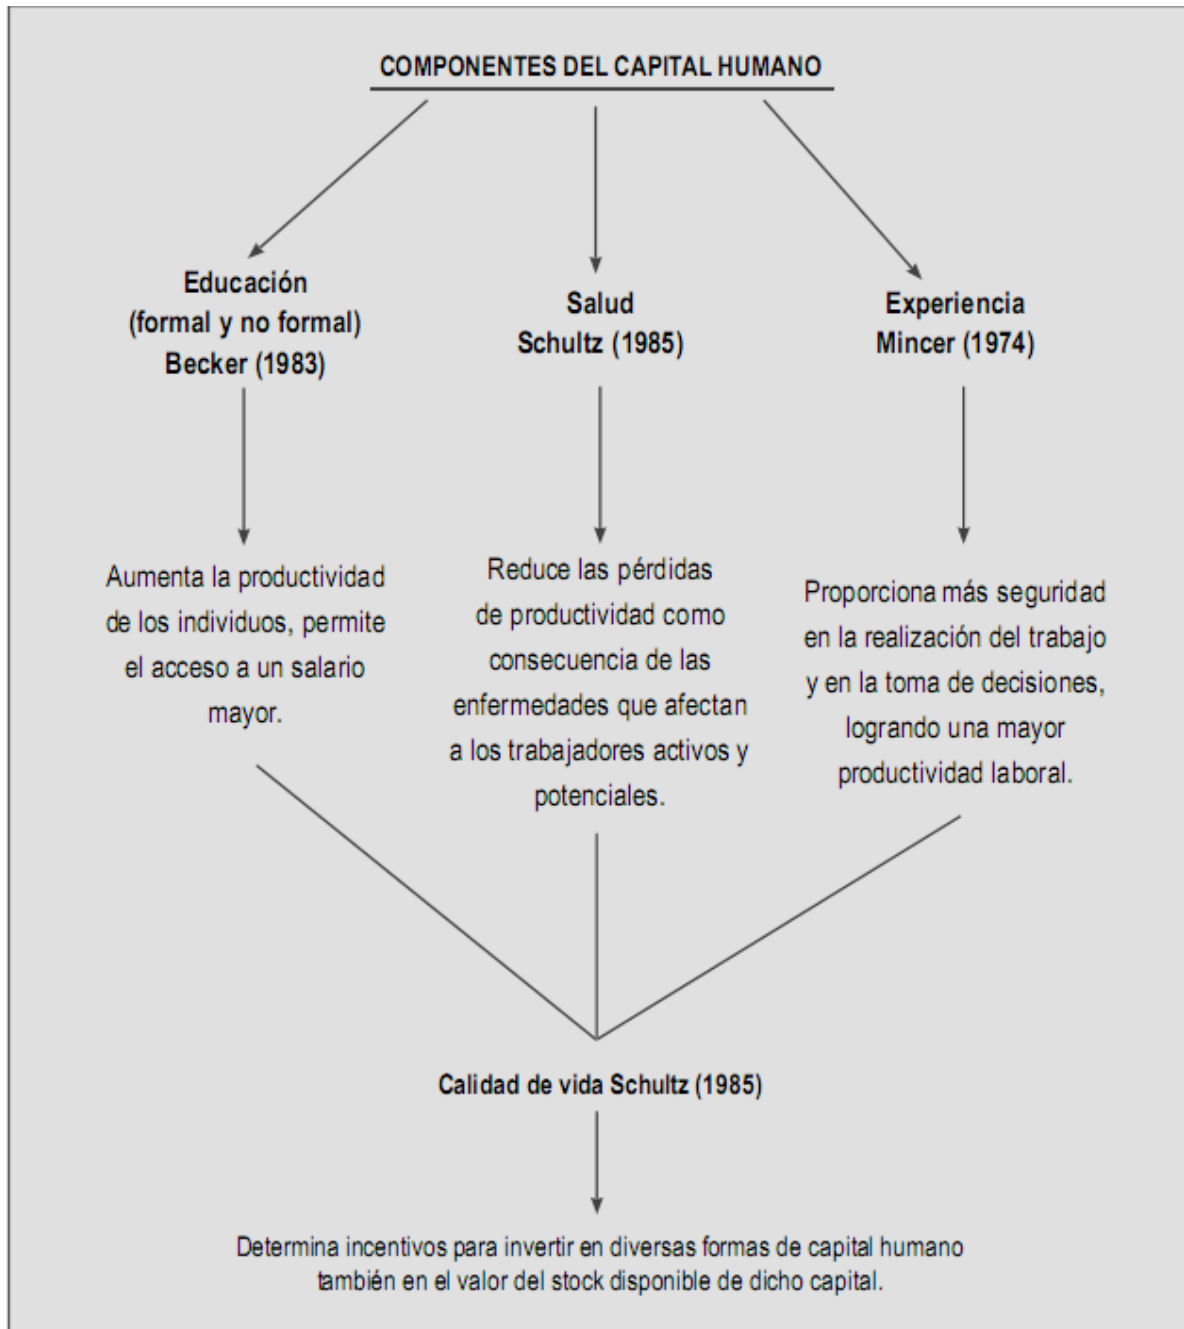 COMPONENTES DEL CAPITAL HUMANO
Educación
(formal y no formal)
Becker (1983)
Salud
Schultz (1985)
Experiencia
Mincer (1974)
Aumenta la productividad
de los individuos, permite
el acceso a un salario
mayor.
Reduce las pérdidas
de productividad como
consecuencia de las
enfermedades que afectan
a los trabajadores activos y
potenciales.
Proporciona más seguridad
en la realización del trabajo
y en la toma de decisiones,
logrando una mayor
productividad laboral.
Calidad de vida Schultz (1985)
Determina incentivos para invertir en diversas formas de capital humano
también en el valor del stock disponible de dicho capital.